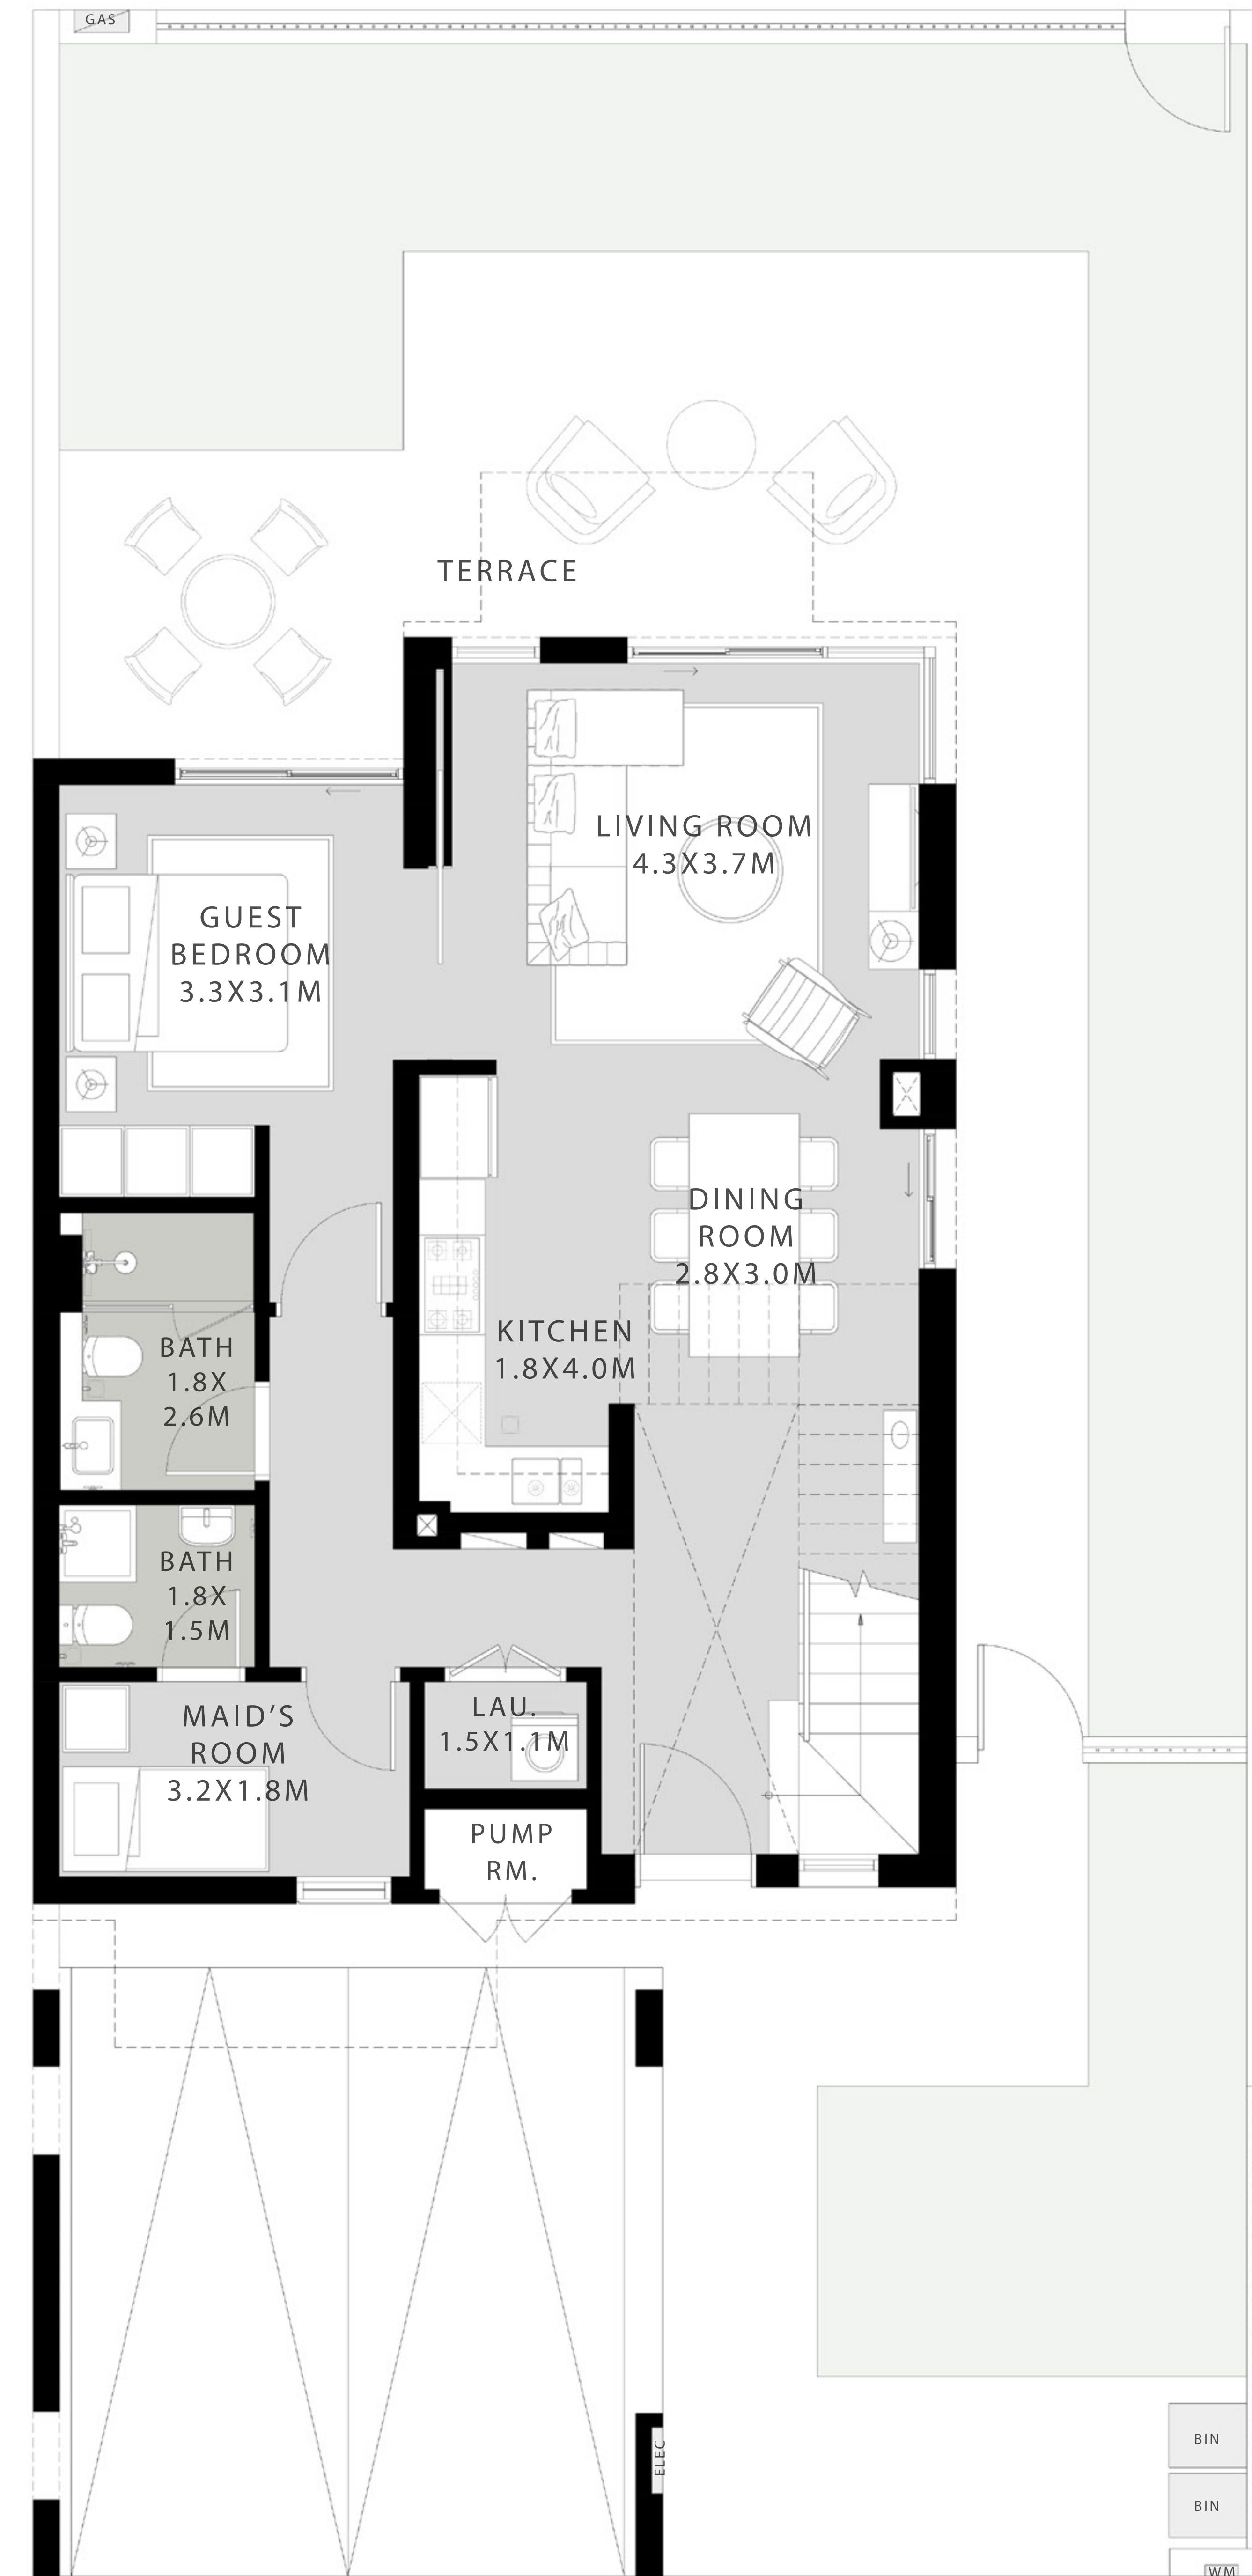 GAS
TERRACE
LIVING ROOM
4.3X3.7M
GUEST
BEDROOM
3.3X3.1M
DINING
ROOM
2.8X3.0M
KITCHEN
1.8X4.0M
BATH
1.8X
2.6M
BATH
1.8X
1.5M
MAID’S
ROOM
3.2X1.8M
LAU.
1.5X1.1M
PUMP
RM.
ELEC
BIN
BIN
WM